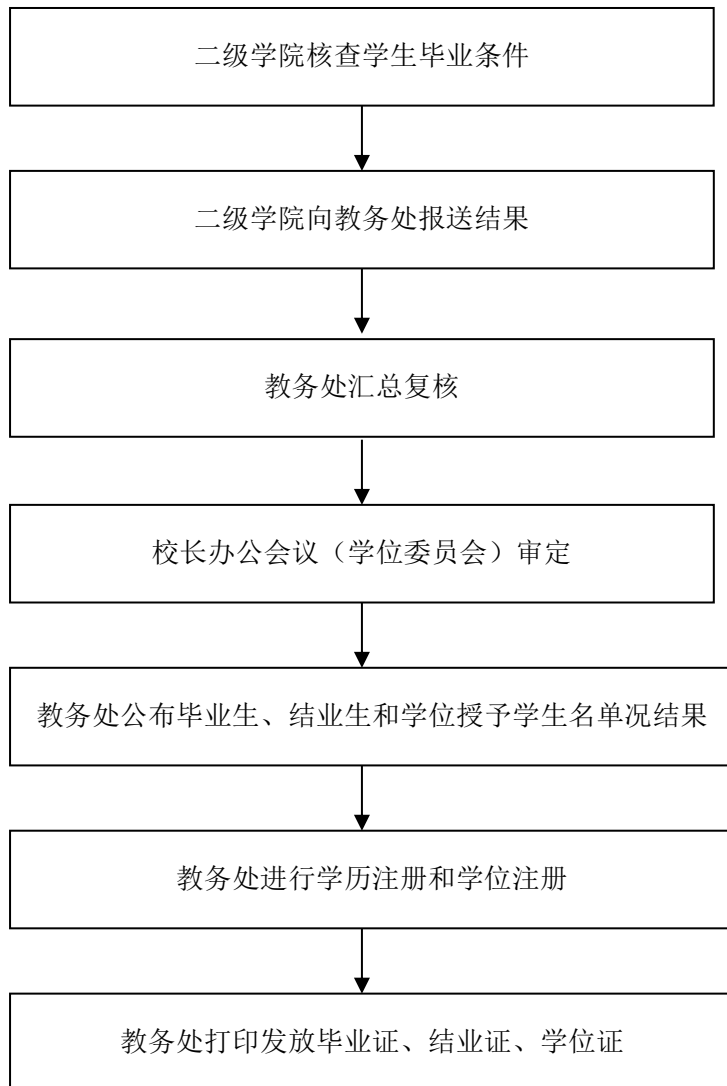 二级学院核查学生毕业条件
二级学院向教务处报送结果
教务处汇总复核
校长办公会议（学位委员会）审定
教务处公布毕业生、结业生和学位授予学生名单况结果
教务处进行学历注册和学位注册
教务处打印发放毕业证、结业证、学位证